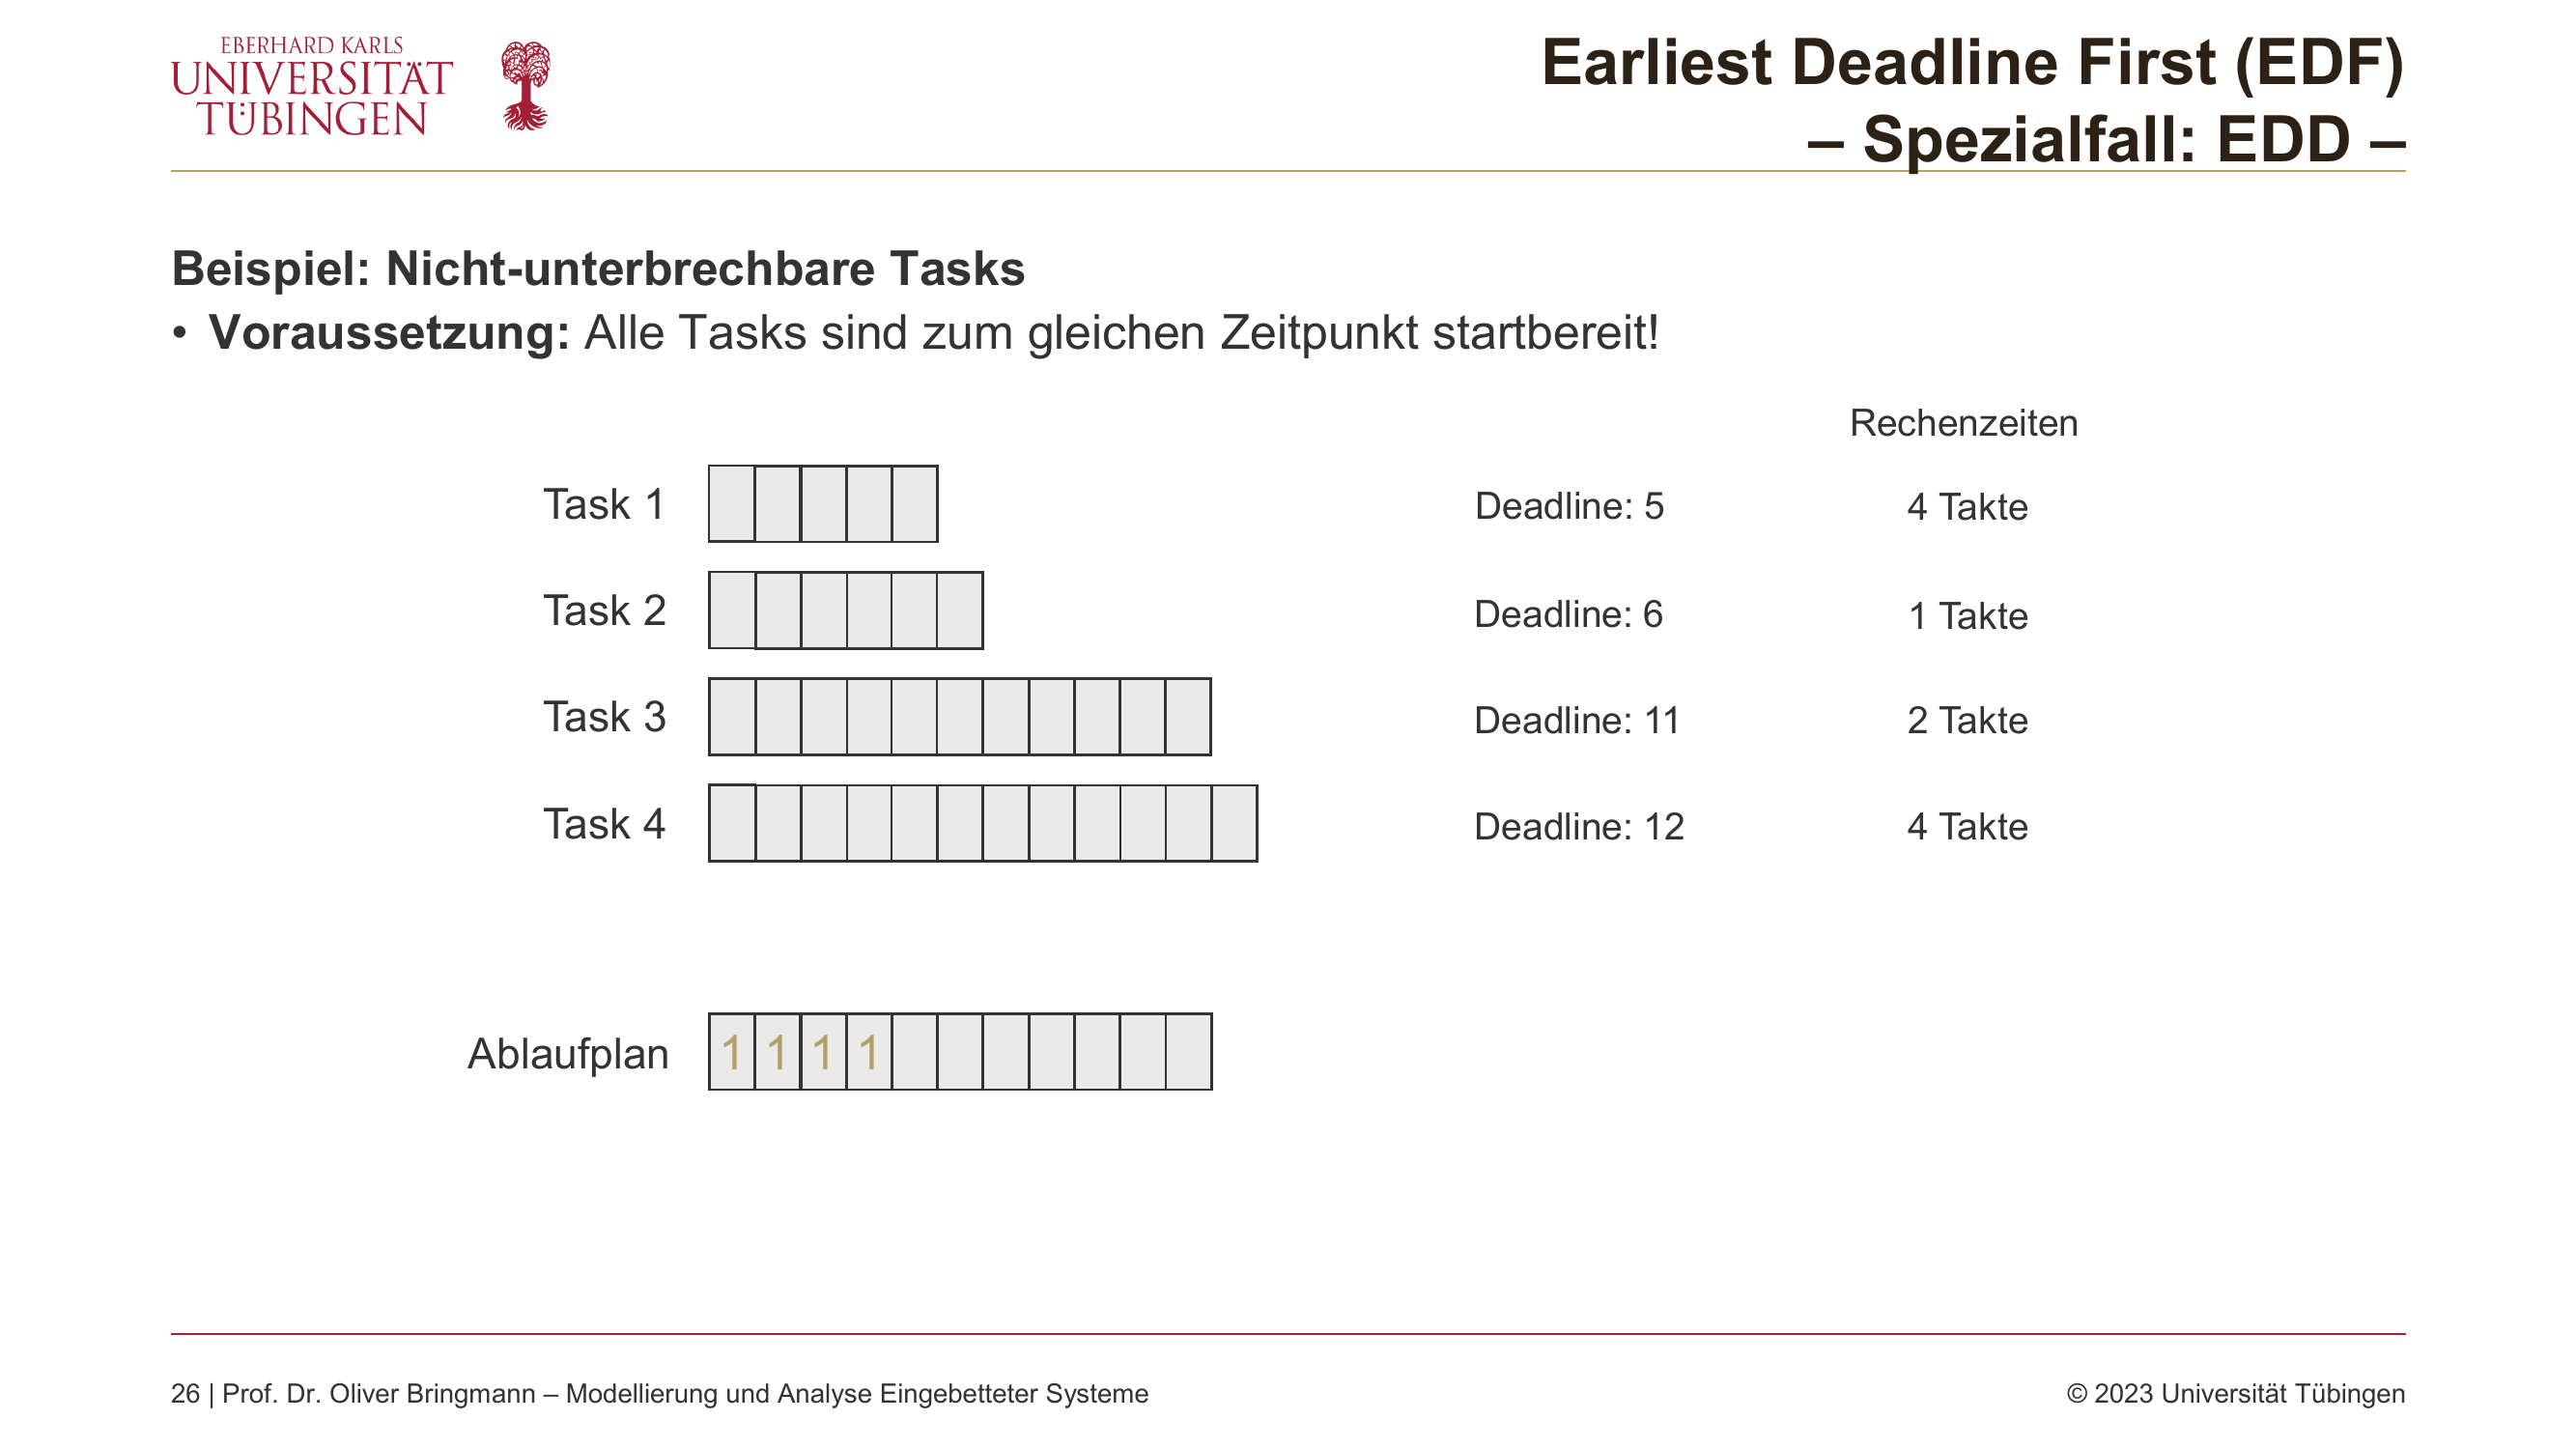 EBERHARD KARLS
UNIVERSITÄT
TÜBINGEN
Earliest Deadline First (EDF)
– Spezialfall: EDD –
Beispiel: Nicht-unterbrechbare Tasks
• Voraussetzung: Alle Tasks sind zum gleichen Zeitpunkt startbereit!
Rechenzeiten
Task 1 Deadline: 5 4 Takte
Task 2 Deadline: 6 1 Takte
Task 3 Deadline: 11 2 Takte
Task 4 Deadline: 12 4 Takte
Ablaufplan 1 1 1 1
26 | Prof. Dr. Oliver Bringmann – Modellierung und Analyse Eingebetteter Systeme © 2023 Universität Tübingen